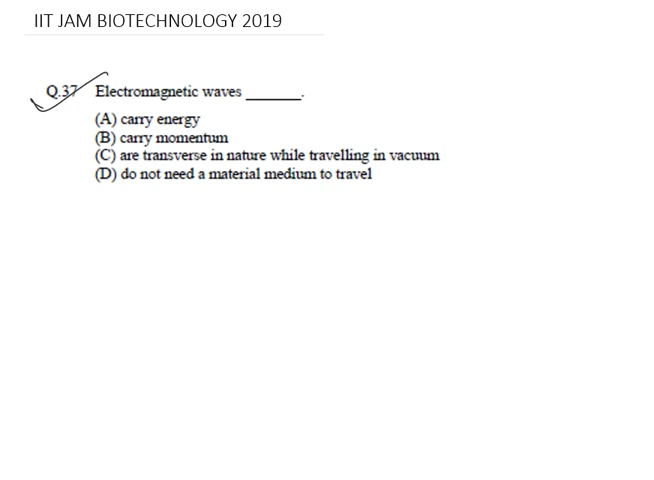 IIT JAM BIOTECHNOLOGY 2019
Q.37 Electromagnetic waves ________.
(A) carry energy
(B) carry momentum
(C) are transverse in nature while travelling in vacuum
(D) do not need a material medium to travel